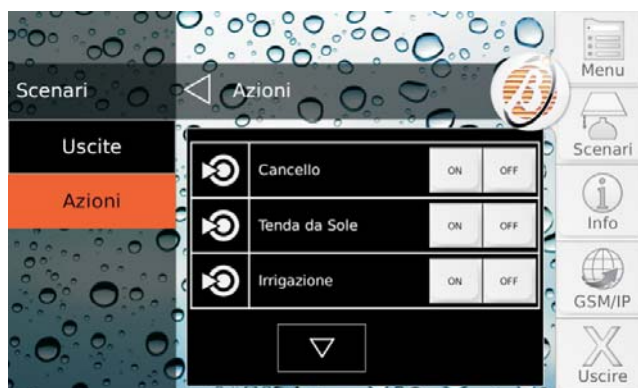 Scenari
Azioni
Uscite
Azioni
Cancello ON OFF
Tenda da Sole ON OFF
Irrigazione ON OFF
Menu
Scenari
Info
GSM/IP
Uscire